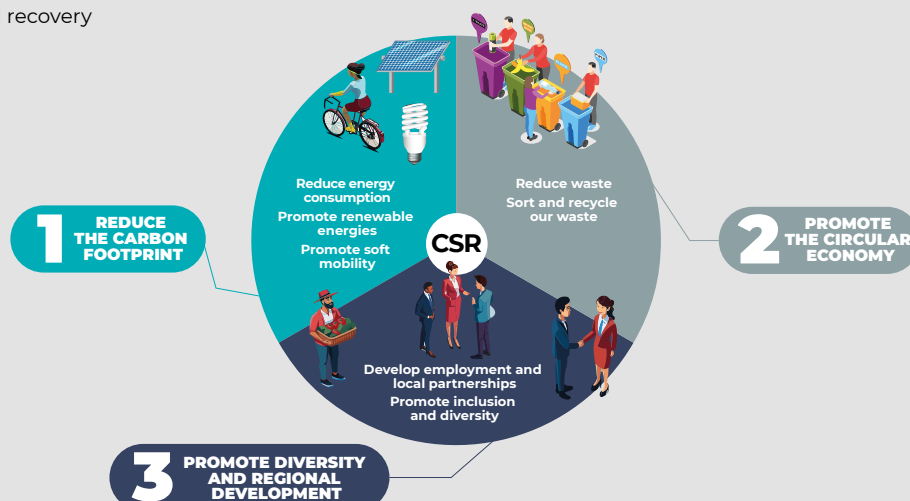 recovery
Reduce energy
consumption
Promote renewable
energies
Promote soft
mobility
Reduce waste
Sort and recycle
our waste
CSR
1
REDUCE
THE CARBON
FOOTPRINT
2
PROMOTE
THE CIRCULAR
ECONOMY
Develop employment and
local partnerships
Promote inclusion
and diversity
3
PROMOTE DIVERSITY
AND REGIONAL
DEVELOPMENT